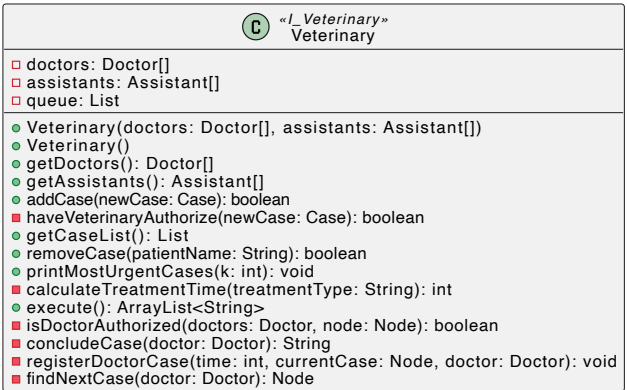 C «I_Veterinary»
Veterinary
doctors: Doctor[]
assistants: Assistant[]
queue: List
Veterinary(doctors: Doctor[], assistants: Assistant[])
Veterinary()
getDoctors(): Doctor[]
getAssistants(): Assistant[]
addCase(newCase: Case): boolean
haveVeterinaryAuthorize(newCase: Case): boolean
getCaseList(): List
removeCase(patientName: String): boolean
printMostUrgentCases(k: int): void
calculateTreatmentTime(treatmentType: String): int
execute(): ArrayList<String>
isDoctorAuthorized(doctors: Doctor, node: Node): boolean
concludeCase(doctor: Doctor): String
registerDoctorCase(time: int, currentCase: Node, doctor: Doctor): void
findNextCase(doctor: Doctor): Node